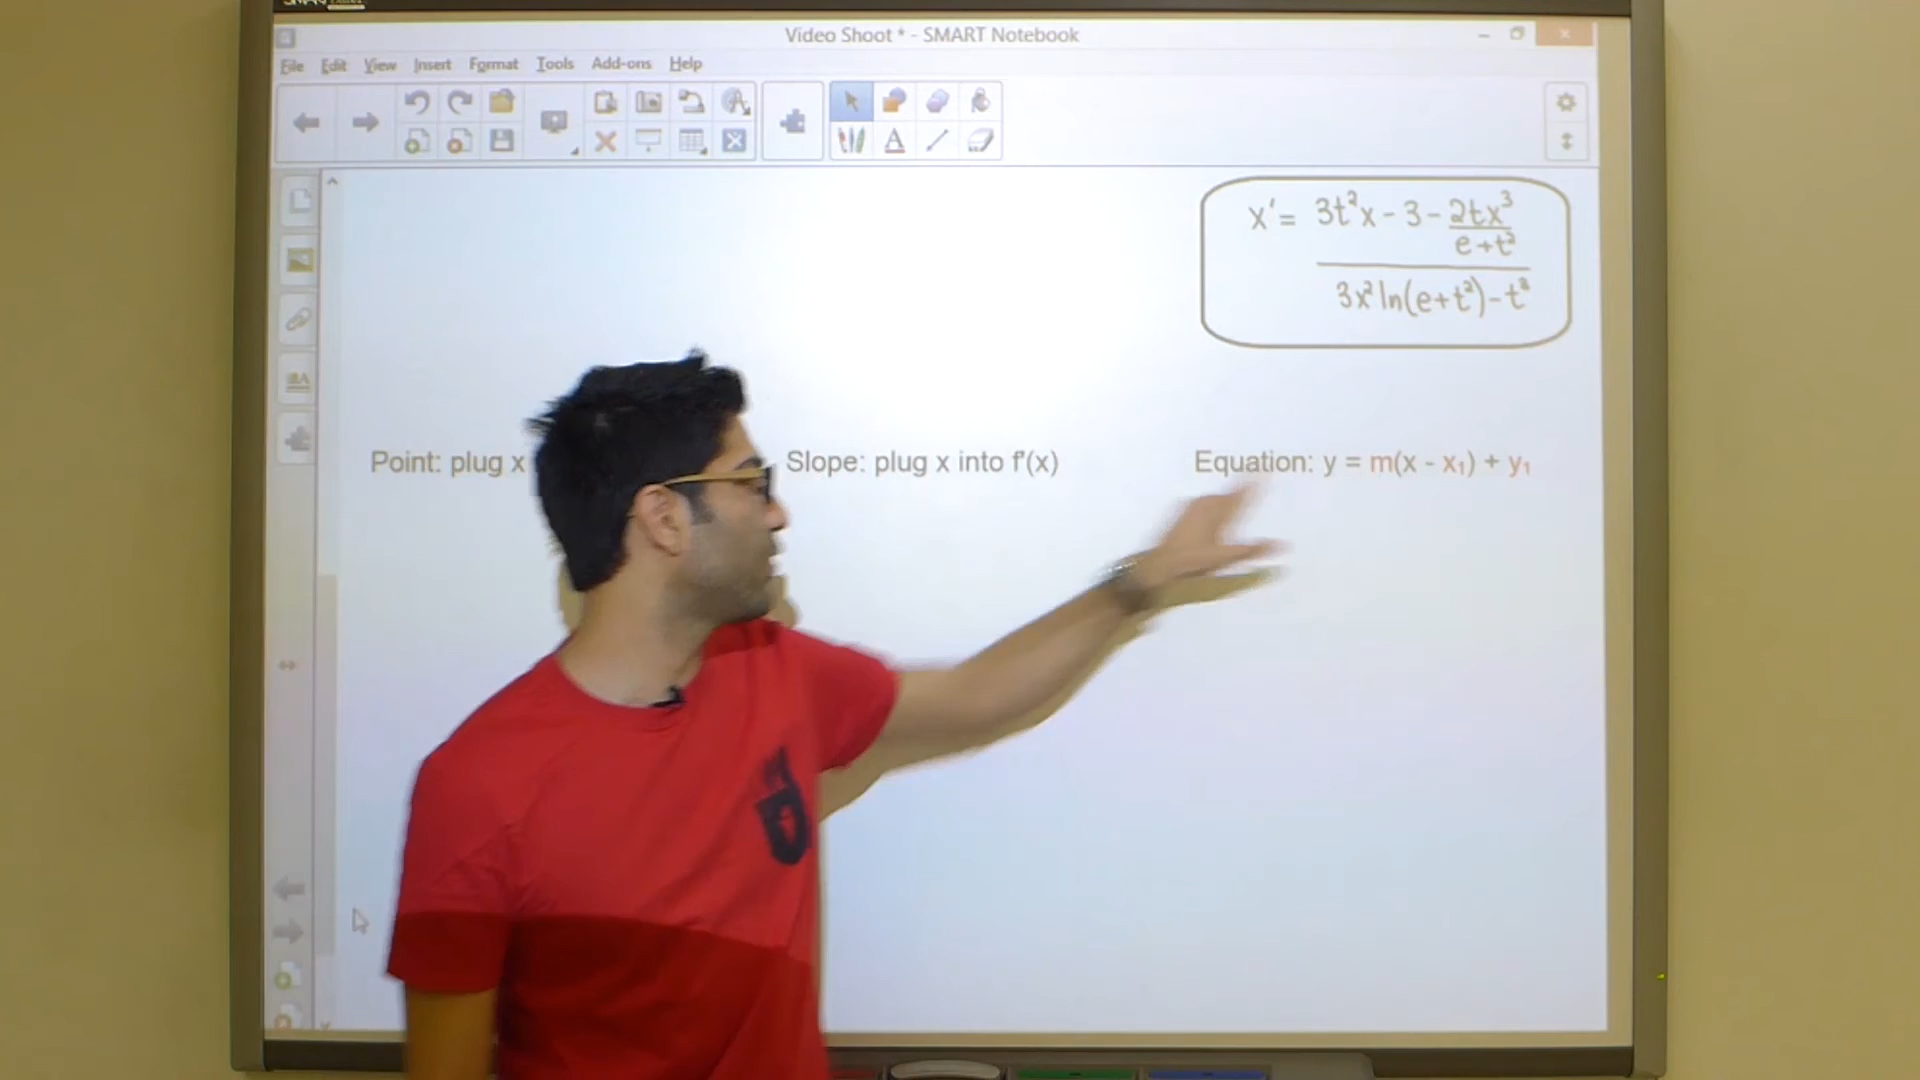 Video Shoot * - SMART Notebook
File Edit View Insert Format Tools Add-ons Help
x' = 3t²x - 3 - 2tx³
e+t²
3x² ln(e+t²) - t³
Point: plug x
Slope: plug x into f'(x)
Equation: y = m(x - x₁) + y₁